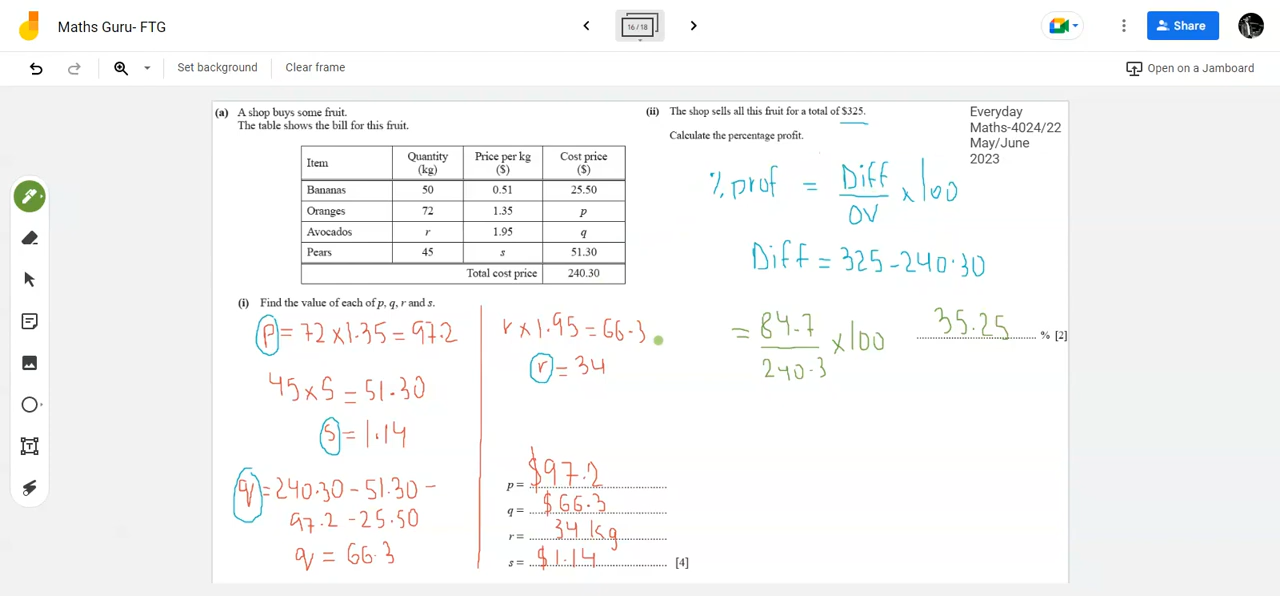 Maths Guru- FTG
16 / 18
Share
Set background
Clear frame
Open on a Jamboard
(a) A shop buys some fruit.
The table shows the bill for this fruit.
Item Quantity (kg) Price per kg ($) Cost price ($)
Bananas 50 0.51 25.50
Oranges 72 1.35 p
Avocados r 1.95 q
Pears 45 s 51.30
Total cost price 240.30
(i) Find the value of each of p, q, r and s.
p = 72 x 1.35 = 97.2
45 x S = 51.30
s = 1.14
q = 240.30 - 51.30 -
97.2 - 25.50
q = 66.3
r x 1.95 = 66.3
r = 34
p = $97.2
q = $66.3
r = 34 kg
s = $1.14 [4]
(ii) The shop sells all this fruit for a total of $325.
Calculate the percentage profit.
Everyday
Maths-4024/22
May/June
2023
% prof = Diff / OV x 100
Diff = 325 - 240.30
= 84.7 / 240.3 x 100
35.25 % [2]